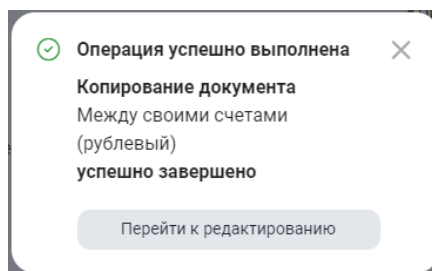 Операция успешно выполнена
Копирование документа
Между своими счетами
(рублевый)
успешно завершено
Перейти к редактированию